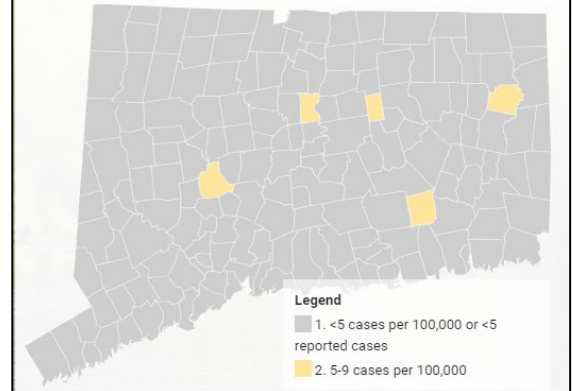 Legend
1. <5 cases per 100,000 or <5
reported cases
2. 5-9 cases per 100,000